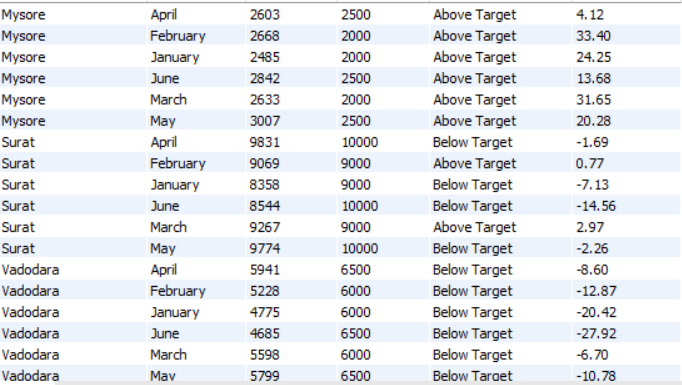 Mysore April 2603 2500 Above Target 4.12
Mysore February 2668 2000 Above Target 33.40
Mysore January 2485 2000 Above Target 24.25
Mysore June 2842 2500 Above Target 13.68
Mysore March 2633 2000 Above Target 31.65
Mysore May 3007 2500 Above Target 20.28
Surat April 9831 10000 Below Target -1.69
Surat February 9069 9000 Above Target 0.77
Surat January 8358 9000 Below Target -7.13
Surat June 8544 10000 Below Target -14.56
Surat March 9267 9000 Above Target 2.97
Surat May 9774 10000 Below Target -2.26
Vadodara April 5941 6500 Below Target -8.60
Vadodara February 5228 6000 Below Target -12.87
Vadodara January 4775 6000 Below Target -20.42
Vadodara June 4685 6500 Below Target -27.92
Vadodara March 5598 6000 Below Target -6.70
Vadodara May 5799 6500 Below Target -10.78